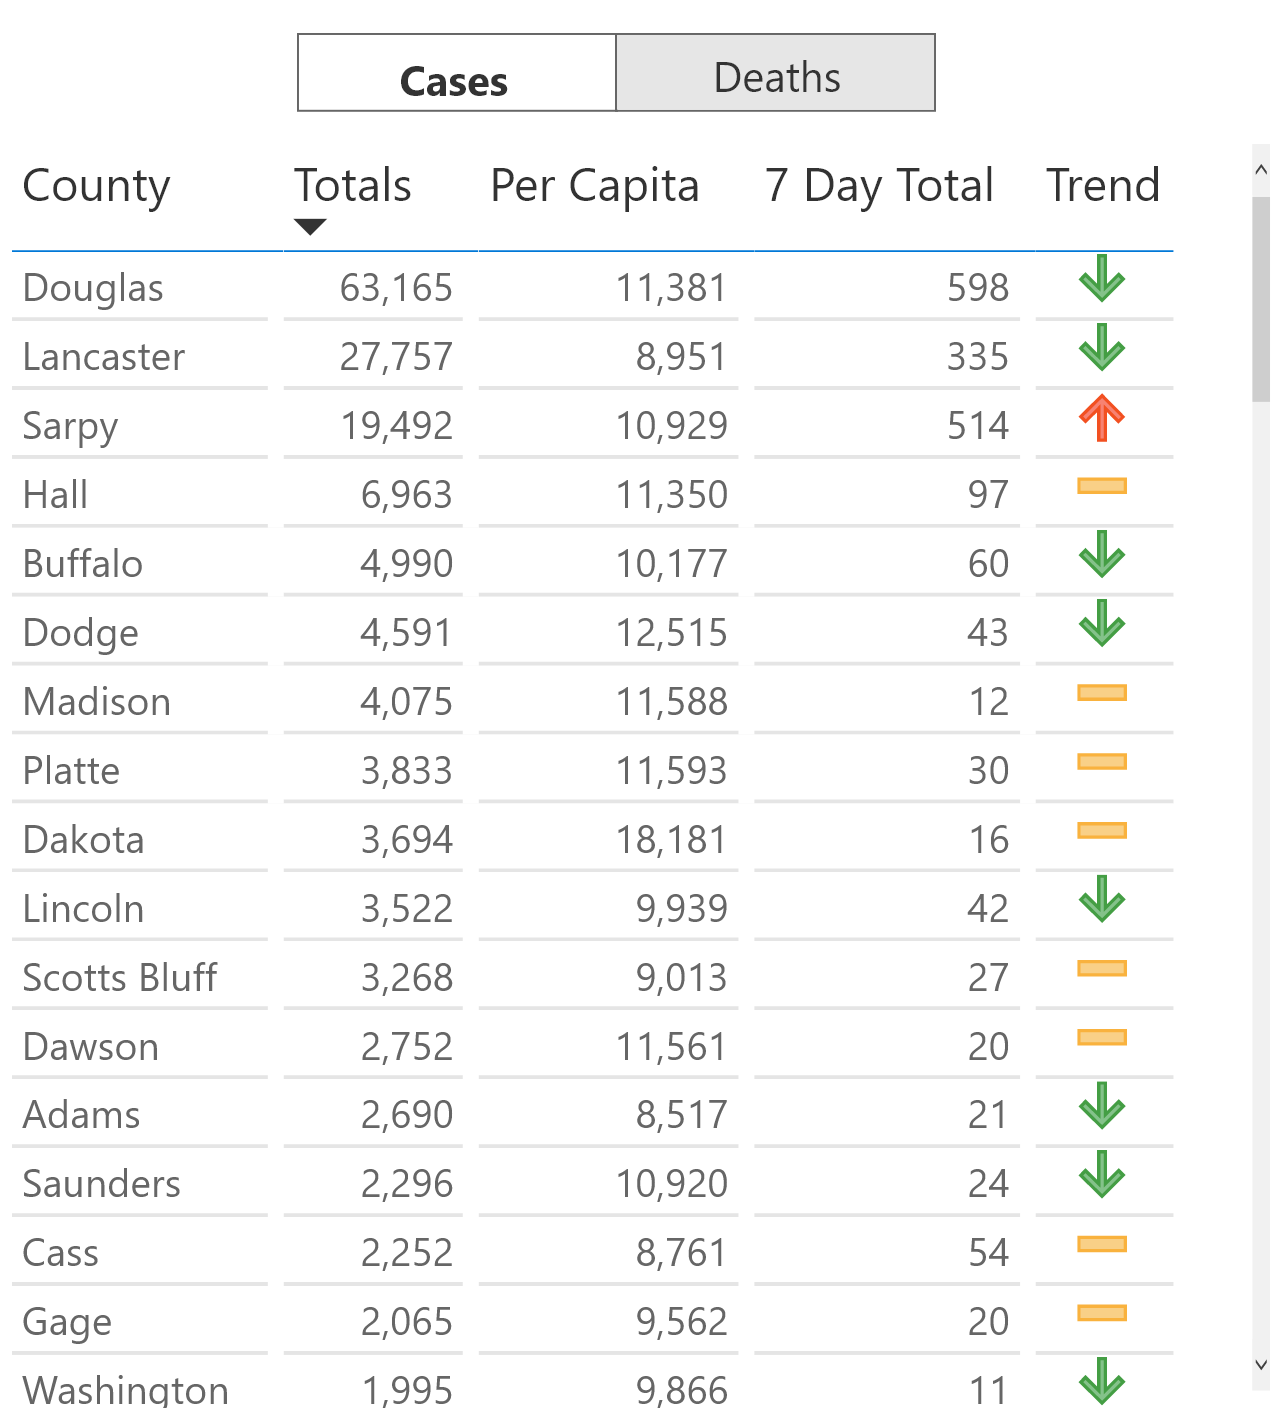 Cases Deaths
County Totals Per Capita 7 Day Total Trend
Douglas 63,165 11,381 598
Lancaster 27,757 8,951 335
Sarpy 19,492 10,929 514
Hall 6,963 11,350 97
Buffalo 4,990 10,177 60
Dodge 4,591 12,515 43
Madison 4,075 11,588 12
Platte 3,833 11,593 30
Dakota 3,694 18,181 16
Lincoln 3,522 9,939 42
Scotts Bluff 3,268 9,013 27
Dawson 2,752 11,561 20
Adams 2,690 8,517 21
Saunders 2,296 10,920 24
Cass 2,252 8,761 54
Gage 2,065 9,562 20
Washington 1,995 9,866 11